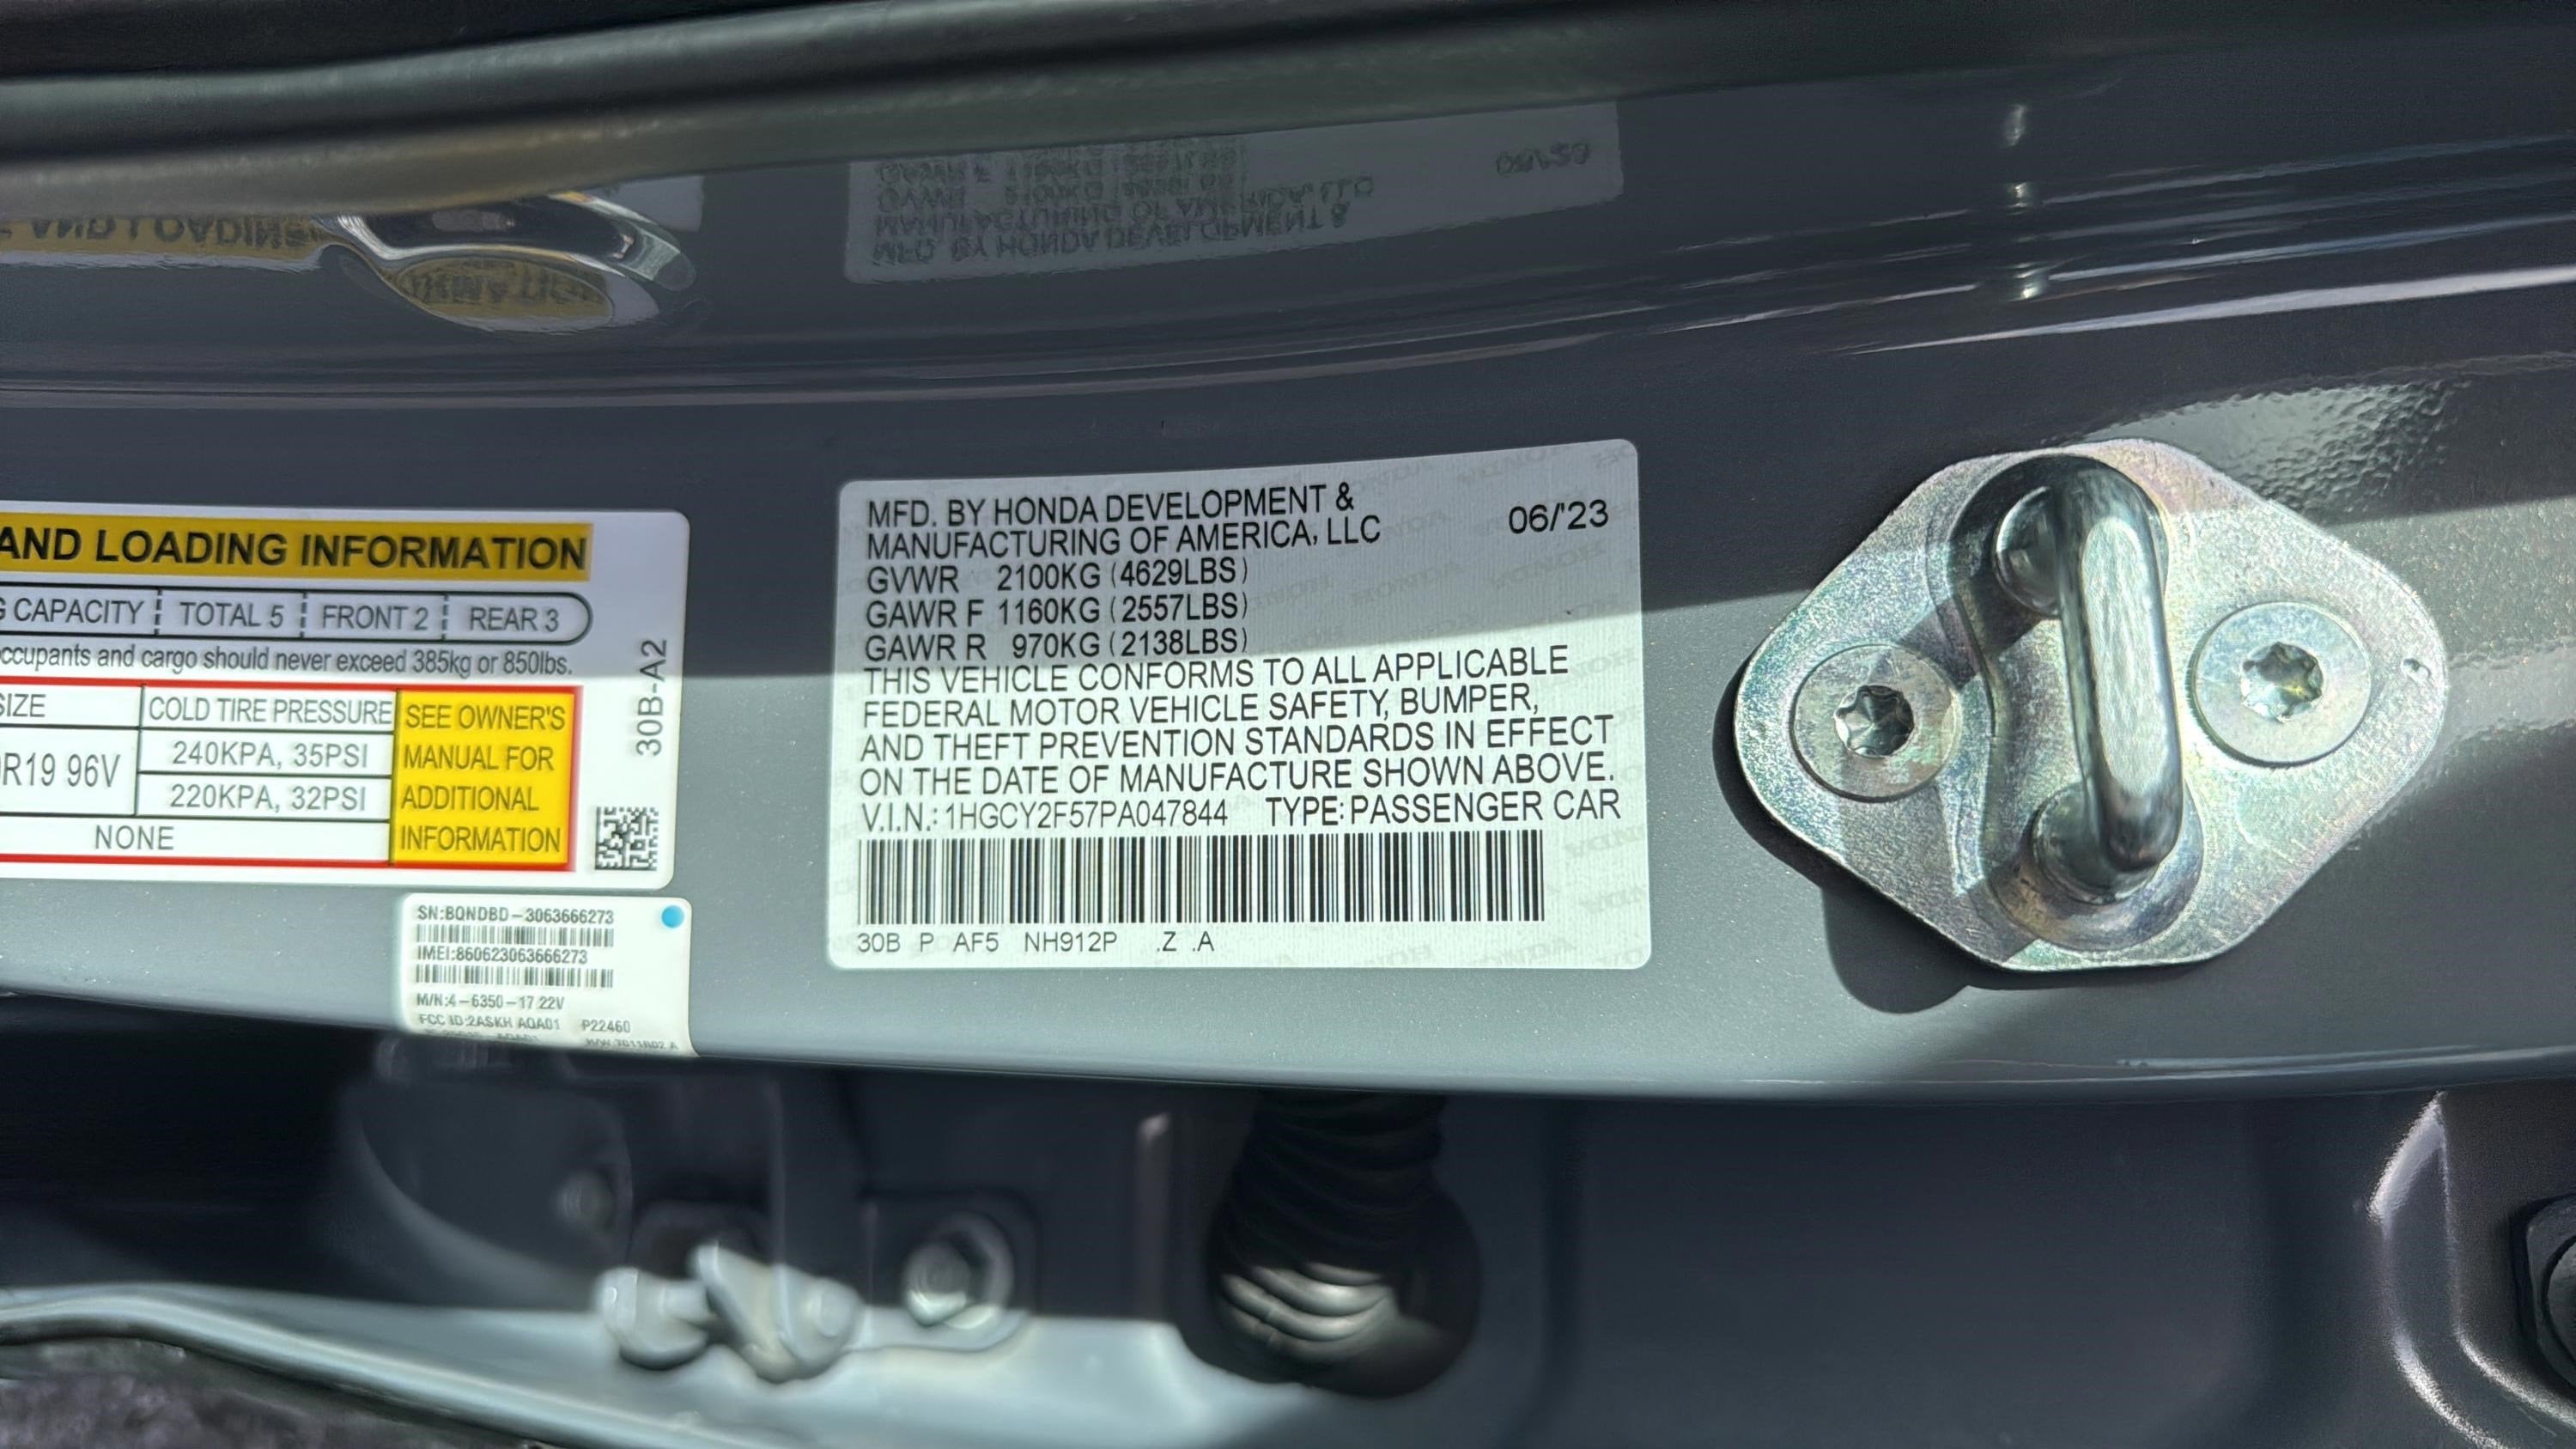 AND LOADING INFORMATION
CAPACITY TOTAL 5 FRONT 2 REAR 3
ccupants and cargo should never exceed 385kg or 850lbs.
SIZE COLD TIRE PRESSURE SEE OWNER'S MANUAL FOR ADDITIONAL INFORMATION
R19 96V 240KPA, 35PSI
220KPA, 32PSI
NONE
30B-A2
SN:BQNDBD-3063666273
IMEI:860623063666273
M/N:4-6350-17 22V
FCC ID:2ASKH AQA01 P22460
MFD. BY HONDA DEVELOPMENT &
MANUFACTURING OF AMERICA, LLC 06/'23
GVWR 2100KG (4629LBS)
GAWR F 1160KG (2557LBS)
GAWR R 970KG (2138LBS)
THIS VEHICLE CONFORMS TO ALL APPLICABLE
FEDERAL MOTOR VEHICLE SAFETY, BUMPER,
AND THEFT PREVENTION STANDARDS IN EFFECT
ON THE DATE OF MANUFACTURE SHOWN ABOVE.
V.I.N.: 1HGCY2F57PA047844 TYPE: PASSENGER CAR
30B P AF5 NH912P .Z .A